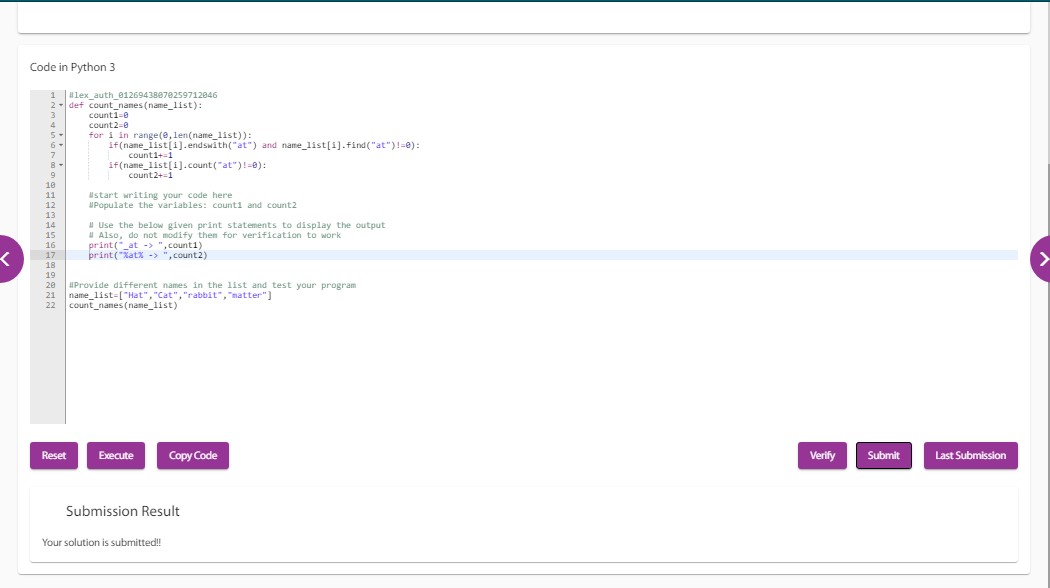 Code in Python 3
1 #lex_auth_01269438070259712046
2 def count_names(name_list):
3 count1=0
4 count2=0
5 for i in range(0,len(name_list)):
6 if(name_list[i].endswith("at") and name_list[i].find("at")!=0):
7 count1+=1
8 if(name_list[i].count("at")!=0):
9 count2+=1
10
11 #start writing your code here
12 #Populate the variables: count1 and count2
13
14 # Use the below given print statements to display the output
15 # Also, do not modify them for verification to work
16 print("_at -> ",count1)
17 print("%at% -> ",count2)
18
19
20 #Provide different names in the list and test your program
21 name_list=["Hat","Cat","rabbit","matter"]
22 count_names(name_list)
Reset Execute Copy Code Verify Submit Last Submission
Submission Result
Your solution is submitted!!